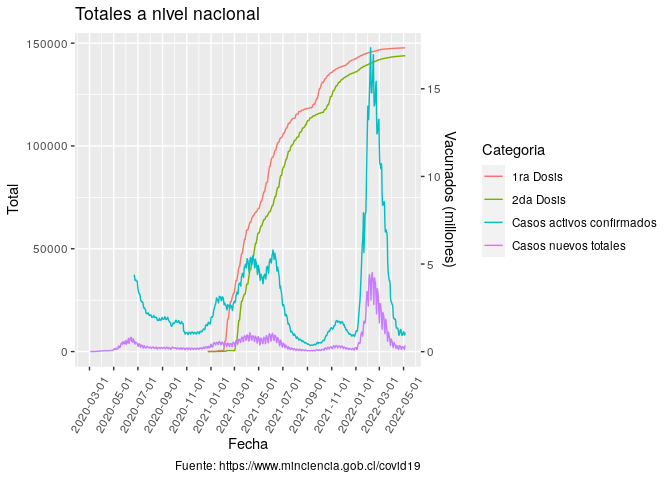 Totales a nivel nacional
150000
100000
50000
0
Total
15
10
5
0
Vacunados (millones)
2020-03-01
2020-05-01
2020-07-01
2020-09-01
2020-11-01
2021-01-01
2021-03-01
2021-05-01
2021-07-01
2021-09-01
2021-11-01
2022-01-01
2022-03-01
2022-05-01
Fecha
Fuente: https://www.minciencia.gob.cl/covid19
Categoria
1ra Dosis
2da Dosis
Casos activos confirmados
Casos nuevos totales